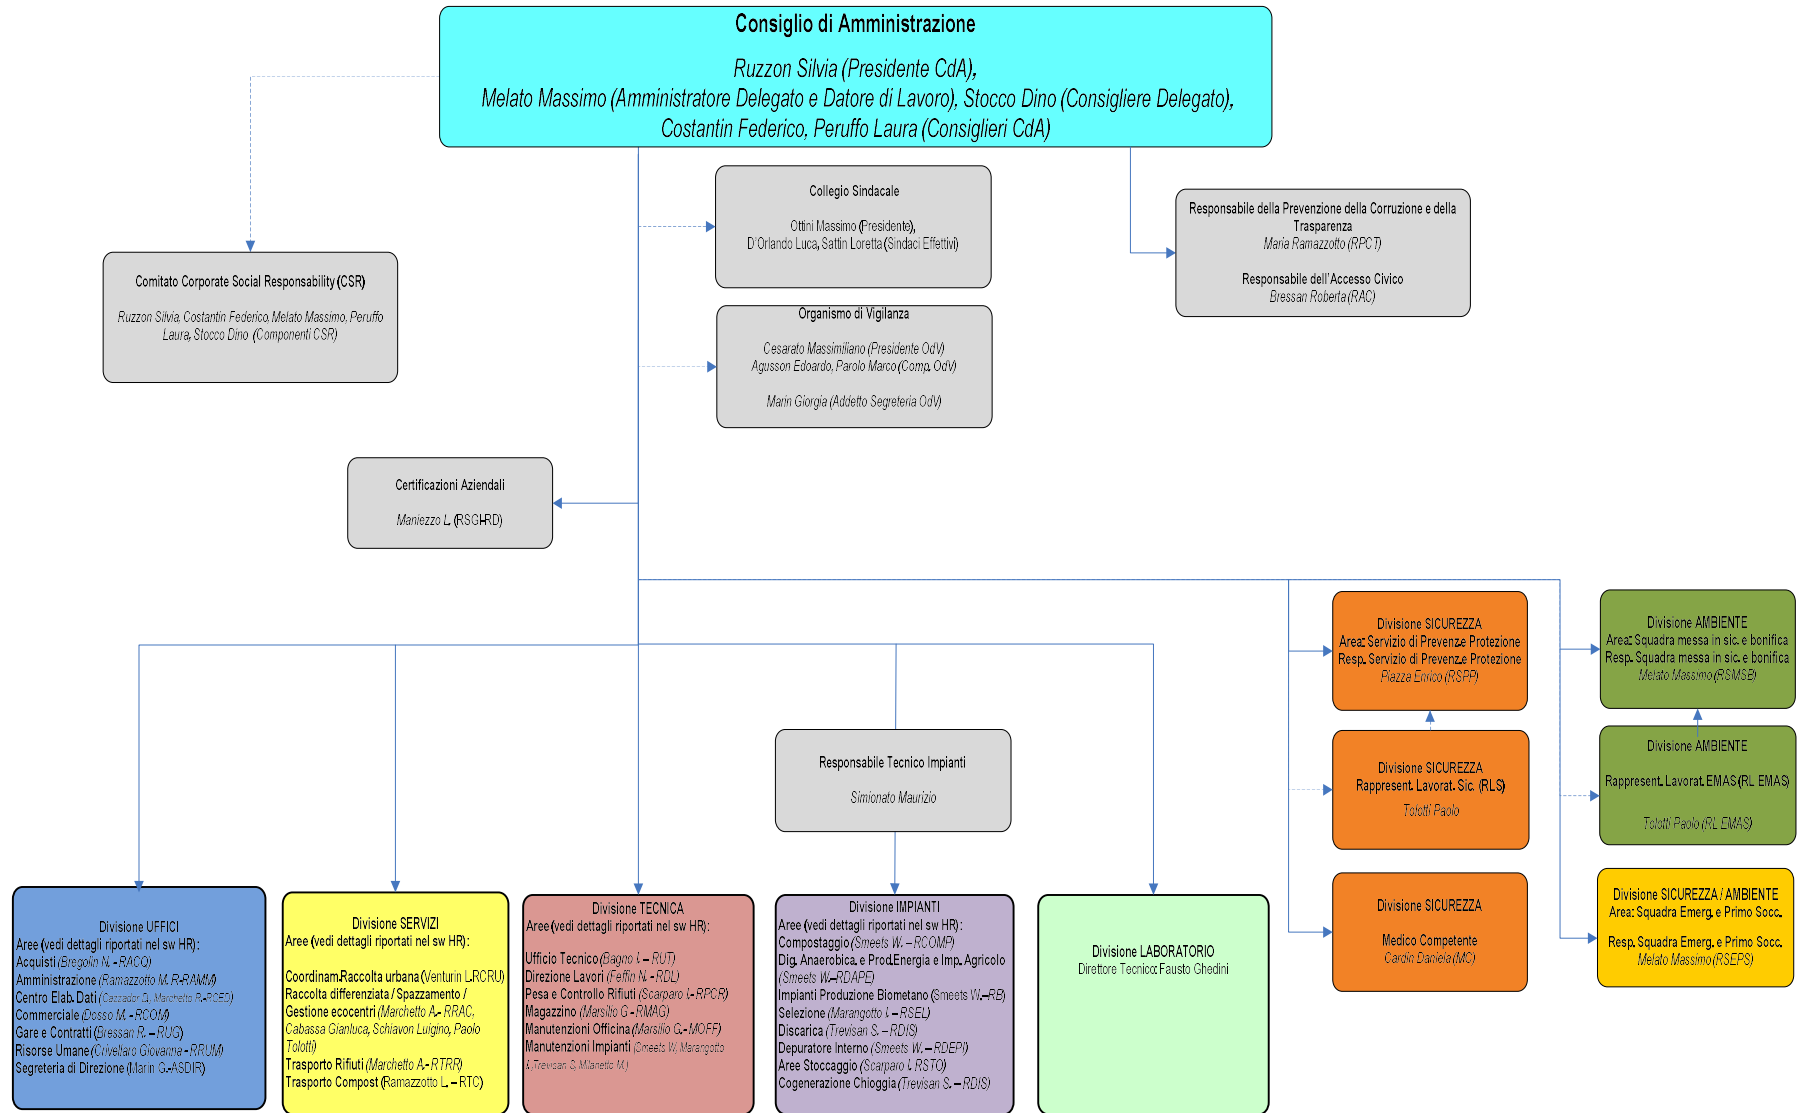 Consiglio di Amministrazione
Ruzzon Silvia (Presidente CdA),
Melato Massimo (Amministratore Delegato e Datore di Lavoro), Stocco Dino (Consigliere Delegato),
Costantin Federico, Peruffo Laura (Consiglieri CdA)
Collegio Sindacale
Ottini Massimo (Presidente),
D'Orlando Luca, Sattin Loretta (Sindaci Effettivi)
Responsabile della Prevenzione della Corruzione e della
Trasparenza
Maria Ramazzotto (RPCT)
Responsabile dell'Accesso Civico
Bressan Roberta (RAC)
Comitato Corporate Social Responsability (CSR)
Ruzzon Silvia, Costantin Federico, Melato Massimo, Peruffo
Laura, Stocco Dino (Componenti CSR)
Organismo di Vigilanza
Cesarato Massimiliano (Presidente OdV)
Agusson Edoardo, Parolo Marco (Comp. OdV)
Marin Giorgia (Addetto Segreteria OdV)
Certificazioni Aziendali
Maniezzo L. (RSGI-RD)
Divisione SICUREZZA
Area: Servizio di Prevenz.e Protezione
Resp. Servizio di Prevenz.e Protezione
Piazza Enrico (RSPP)
Divisione AMBIENTE
Area: Squadra messa in sic. e bonifica
Resp. Squadra messa in sic. e bonifica
Melato Massimo (RSMSB)
Responsabile Tecnico Impianti
Simionato Maurizio
Divisione SICUREZZA
Rappresent. Lavorat. Sic. (RLS)
Tolotti Paolo
Divisione AMBIENTE
Rappresent. Lavorat. EMAS (RL EMAS)
Tolotti Paolo (RL EMAS)
Divisione SICUREZZA
Medico Competente
Cardin Daniela (MC)
Divisione SICUREZZA / AMBIENTE
Area: Squadra Emerg. e Primo Socc.
Resp. Squadra Emerg. e Primo Socc.
Melato Massimo (RSEPS)
Divisione UFFICI
Aree (vedi dettagli riportati nel sw HR):
Acquisti (Bregolin N. - RACQ)
Amministrazione (Ramazzotto M. R-RAMM)
Centro Elab. Dati (Cazzador D., Marchetto R.-RCED)
Commerciale (Dosso M. - RCOM)
Gare e Contratti (Bressan R. – RUG)
Risorse Umane (Crivellaro Giovanna - RRUM)
Segreteria di Direzione (Marin G.-ASDIR)
Divisione SERVIZI
Aree (vedi dettagli riportati nel sw HR):
Coordinam.Raccolta urbana (Venturin L.RCRU)
Raccolta differenziata / Spazzamento /
Gestione ecocentri (Marchetto A.- RRAC,
Cabassa Gianluca, Schiavon Luigino, Paolo
Tolotti)
Trasporto Rifiuti (Marchetto A.- RTRR)
Trasporto Compost (Ramazzotto L. – RTC)
Divisione TECNICA
Aree (vedi dettagli riportati nel sw HR):
Ufficio Tecnico (Bagno I. – RUT)
Direzione Lavori (Feffin N. - RDL)
Pesa e Controllo Rifiuti (Scarparo I.- RPCR)
Magazzino (Marsilio G - RMAG)
Manutenzioni Officina (Marsilio G.- MOFF)
Manutenzioni Impianti (Smeets W, Marangotto
I.,Trevisan S, Milanetto M.)
Divisione IMPIANTI
Aree (vedi dettagli riportati nel sw HR):
Compostaggio (Smeets W. – RCOMP)
Dig. Anaerobica. e Prod.Energia e Imp. Agricolo
(Smeets W.–RDAPE)
Impianti Produzione Biometano (Smeets W.–RB)
Selezione (Marangotto I. – RSEL)
Discarica (Trevisan S. – RDIS)
Depuratore Interno (Smeets W. – RDEPI)
Aree Stoccaggio (Scarparo I. RSTO)
Cogenerazione Chioggia (Trevisan S. – RDIS)
Divisione LABORATORIO
Direttore Tecnico: Fausto Ghedini